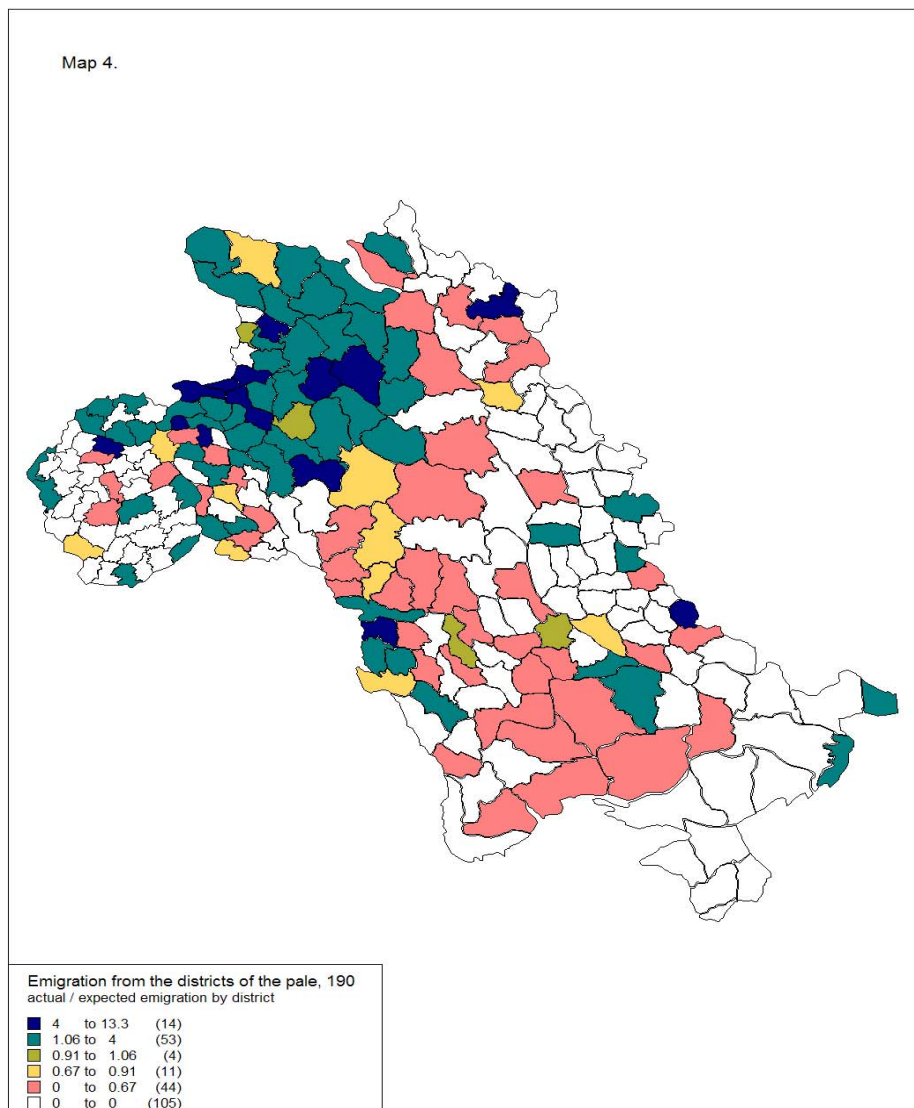 Map 4.
Emigration from the districts of the pale, 190
actual / expected emigration by district
4 to 13.3 (14)
1.06 to 4 (53)
0.91 to 1.06 (4)
0.67 to 0.91 (11)
0 to 0.67 (44)
0 to 0 (105)